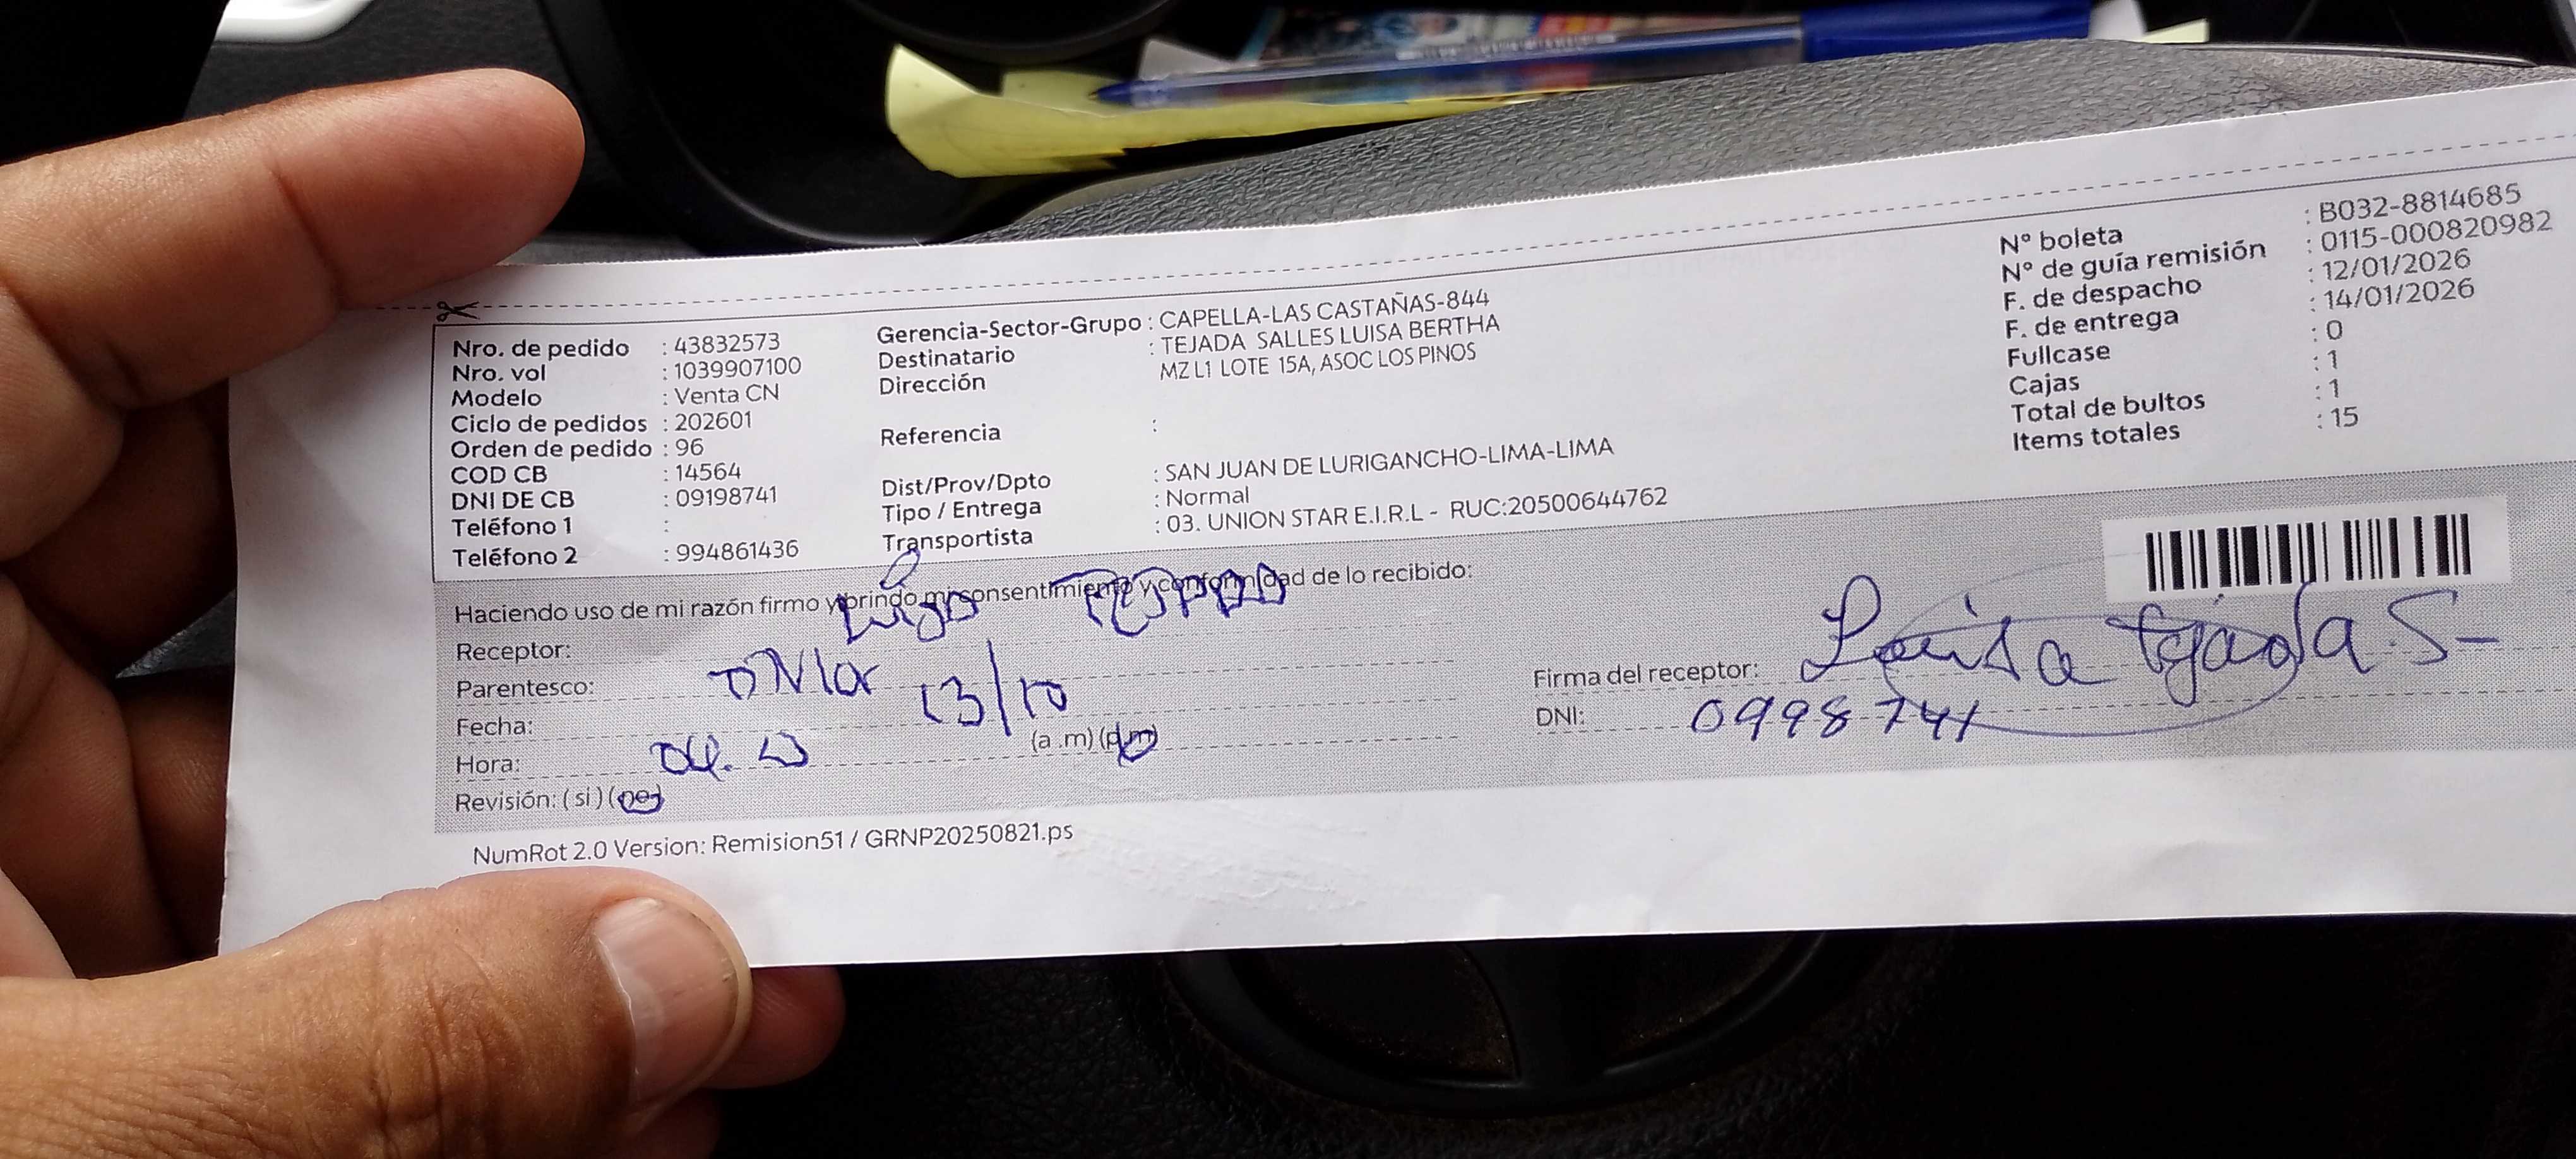 Nro. de pedido : 43832573
Nro. vol : 1039907100
Modelo : Venta CN
Ciclo de pedidos : 202601
Orden de pedido : 96
COD CB : 14564
DNI DE CB : 09198741
Teléfono 1 :
Teléfono 2 : 994861436
Gerencia-Sector-Grupo : CAPELLA-LAS CASTAÑAS-844
Destinatario : TEJADA SALLES LUISA BERTHA
Dirección MZ L1 LOTE 15A, ASOC LOS PINOS
Referencia :
Dist/Prov/Dpto : SAN JUAN DE LURIGANCHO-LIMA-LIMA
Tipo / Entrega : Normal
Transportista : 03. UNION STAR E.I.R.L - RUC:20500644762
N° boleta : B032-8814685
N° de guía remisión : 0115-000820982
F. de despacho : 12/01/2026
F. de entrega : 14/01/2026
Fullcase : 0
Cajas : 1
Total de bultos : 1
Items totales : 15
Haciendo uso de mi razón firmo y brindo mi consentimiento y conformidad de lo recibido:
Receptor:
Parentesco:
Fecha: 13/10
Hora: (a .m) (p.m)
Revisión: ( si ) ( no )
Firma del receptor: Luisa Tejada S-
DNI: 0998741
NumRot 2.0 Version: Remision51 / GRNP20250821.ps